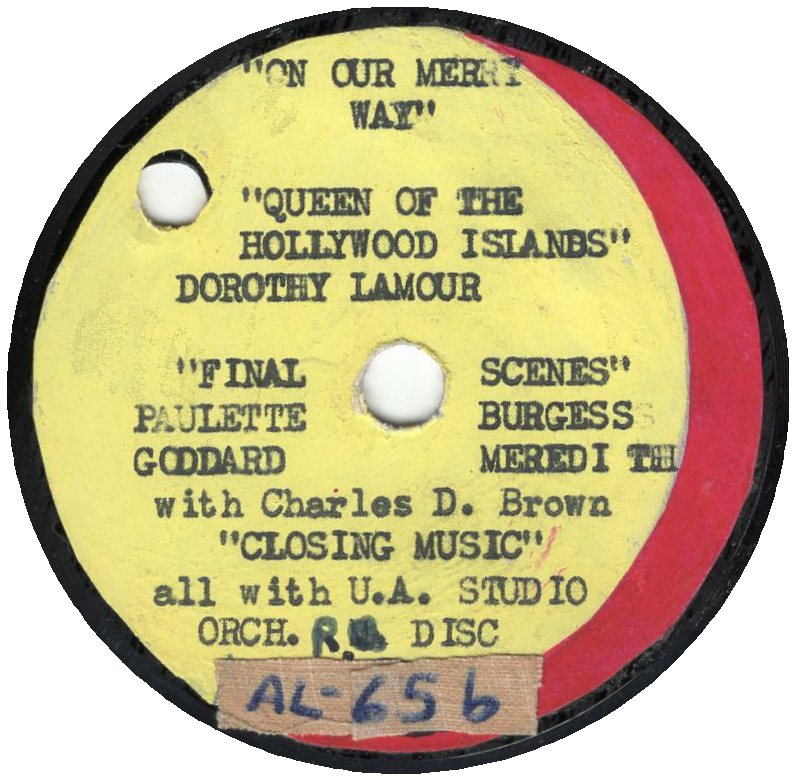 "ON OUR MERRY
WAY"
"QUEEN OF THE
HOLLYWOOD ISLANDS"
DOROTHY LAMOUR
"FINAL SCENES"
PAULETTE BURGESS
GODDARD MEREDITH
with Charles D. Brown
"CLOSING MUSIC"
all with U.A. STUDIO
ORCH. R.N. DISC
AL-656